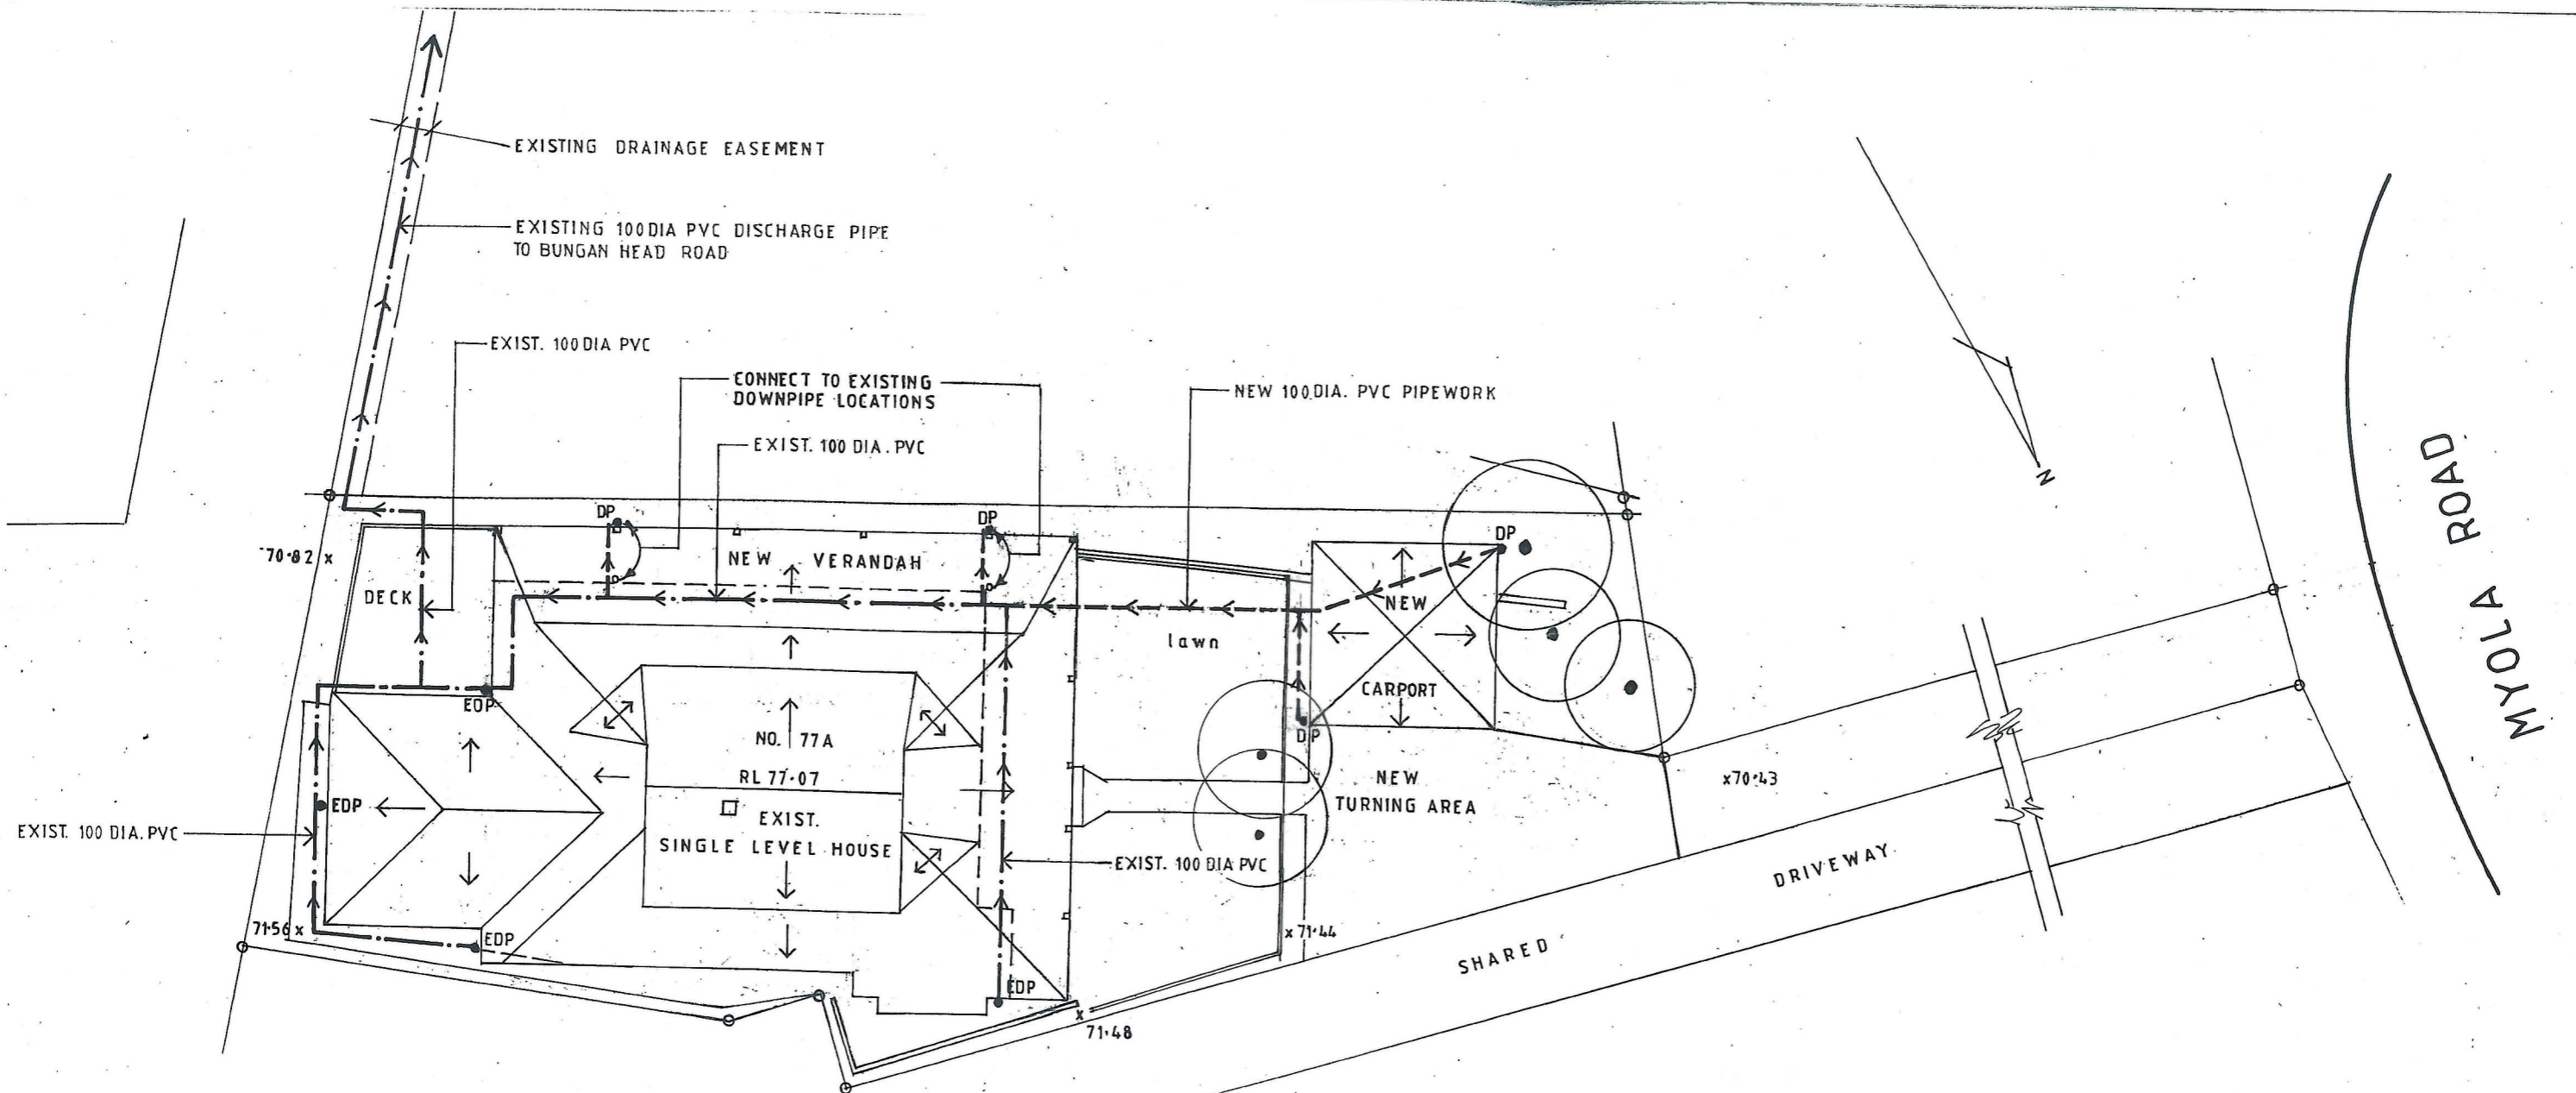 EXISTING DRAINAGE EASEMENT
EXISTING 100DIA PVC DISCHARGE PIPE
TO BUNGAN HEAD ROAD
EXIST. 100 DIA PVC
CONNECT TO EXISTING
DOWNPIPE LOCATIONS
NEW 100 DIA. PVC PIPEWORK
EXIST. 100 DIA. PVC
N
MYOLA ROAD
DP
DP
DP
70·82 x
NEW VERANDAH
DECK
NEW
lawn
CARPORT
EDP
DP
NO. 77A
RL 77·07
NEW
TURNING AREA
x70·43
EDP
EXIST. 100 DIA. PVC
EXIST.
SINGLE LEVEL HOUSE
EXIST. 100 DIA PVC
SHARED DRIVEWAY
71·56 x
EDP
x 71·44
EDP
x
71·48